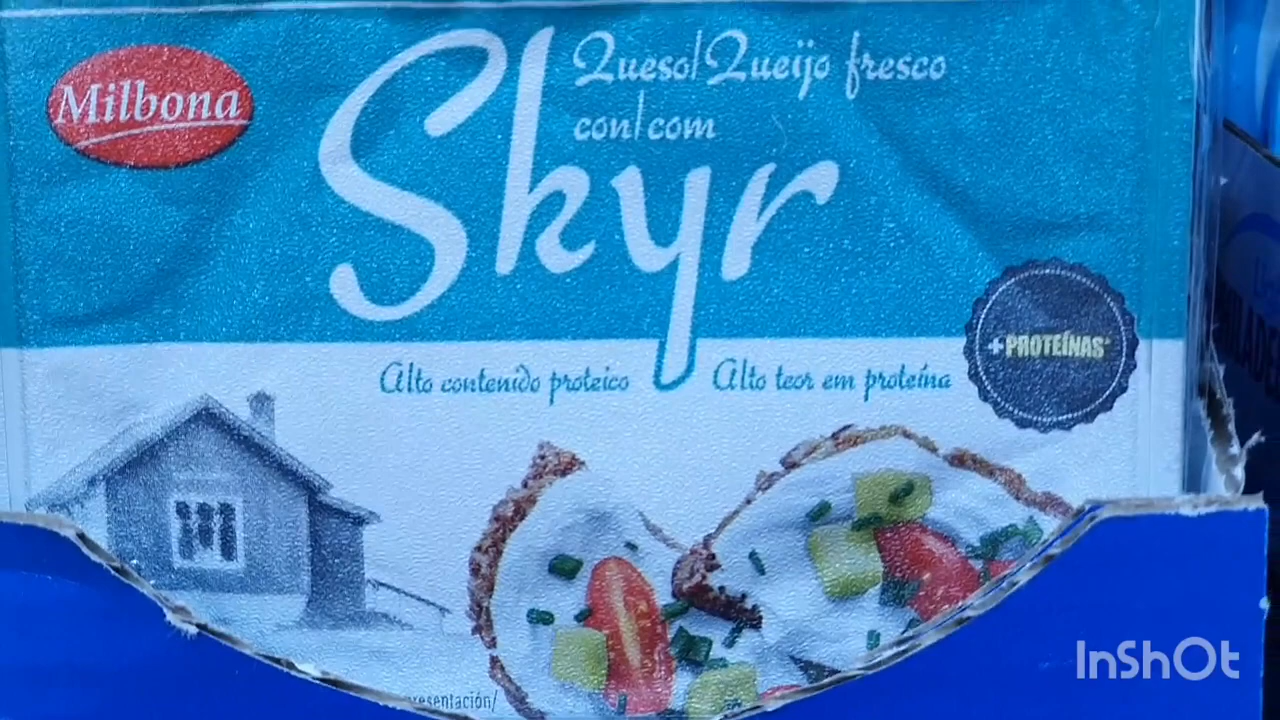 Milbona
Queso/Queijo fresco
con/com
Skyr
Alto contenido proteico
Alto teor em proteína
+PROTEÍNAS*
InShOt